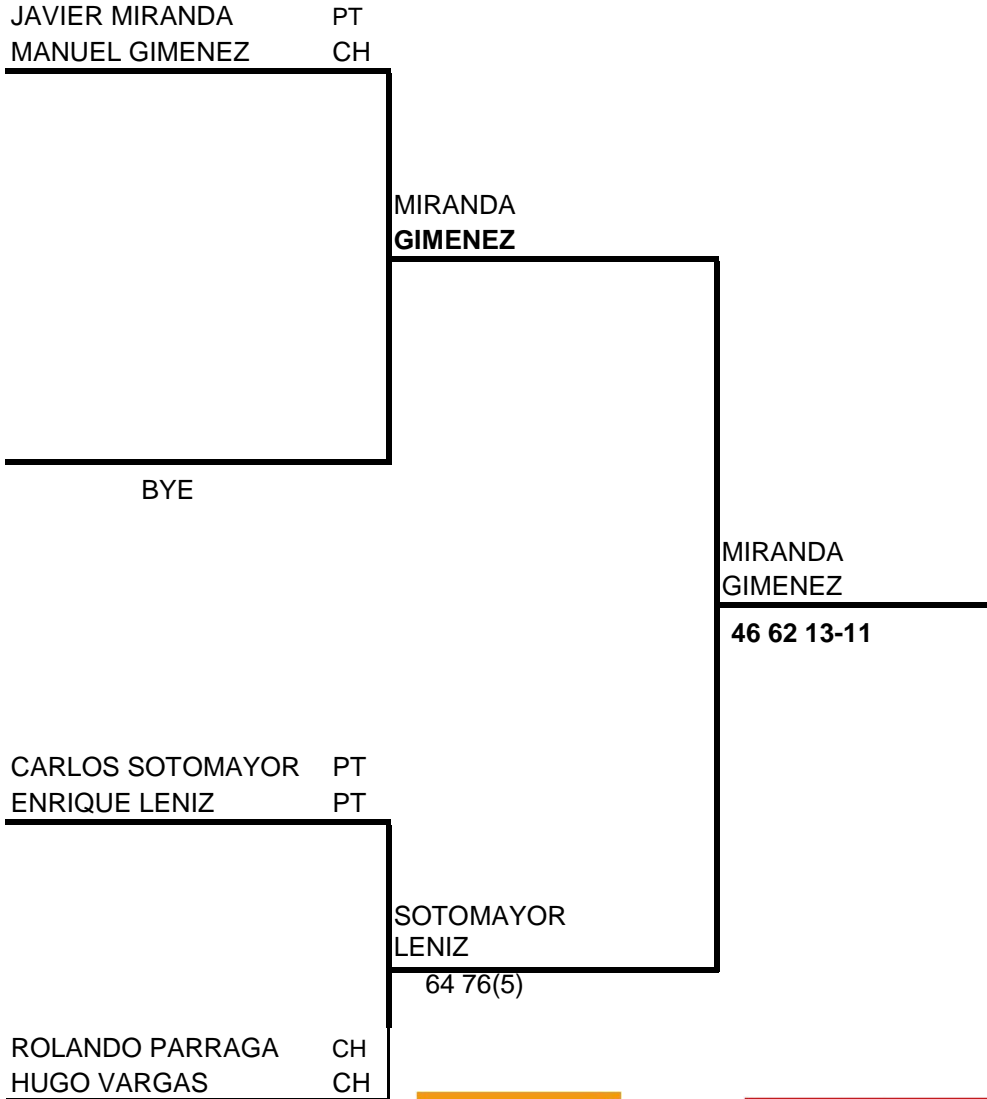 JAVIER MIRANDA PT
MANUEL GIMENEZ CH
MIRANDA
GIMENEZ
BYE
MIRANDA
GIMENEZ
46 62 13-11
CARLOS SOTOMAYOR PT
ENRIQUE LENIZ PT
SOTOMAYOR
LENIZ
64 76(5)
ROLANDO PARRAGA CH
HUGO VARGAS CH